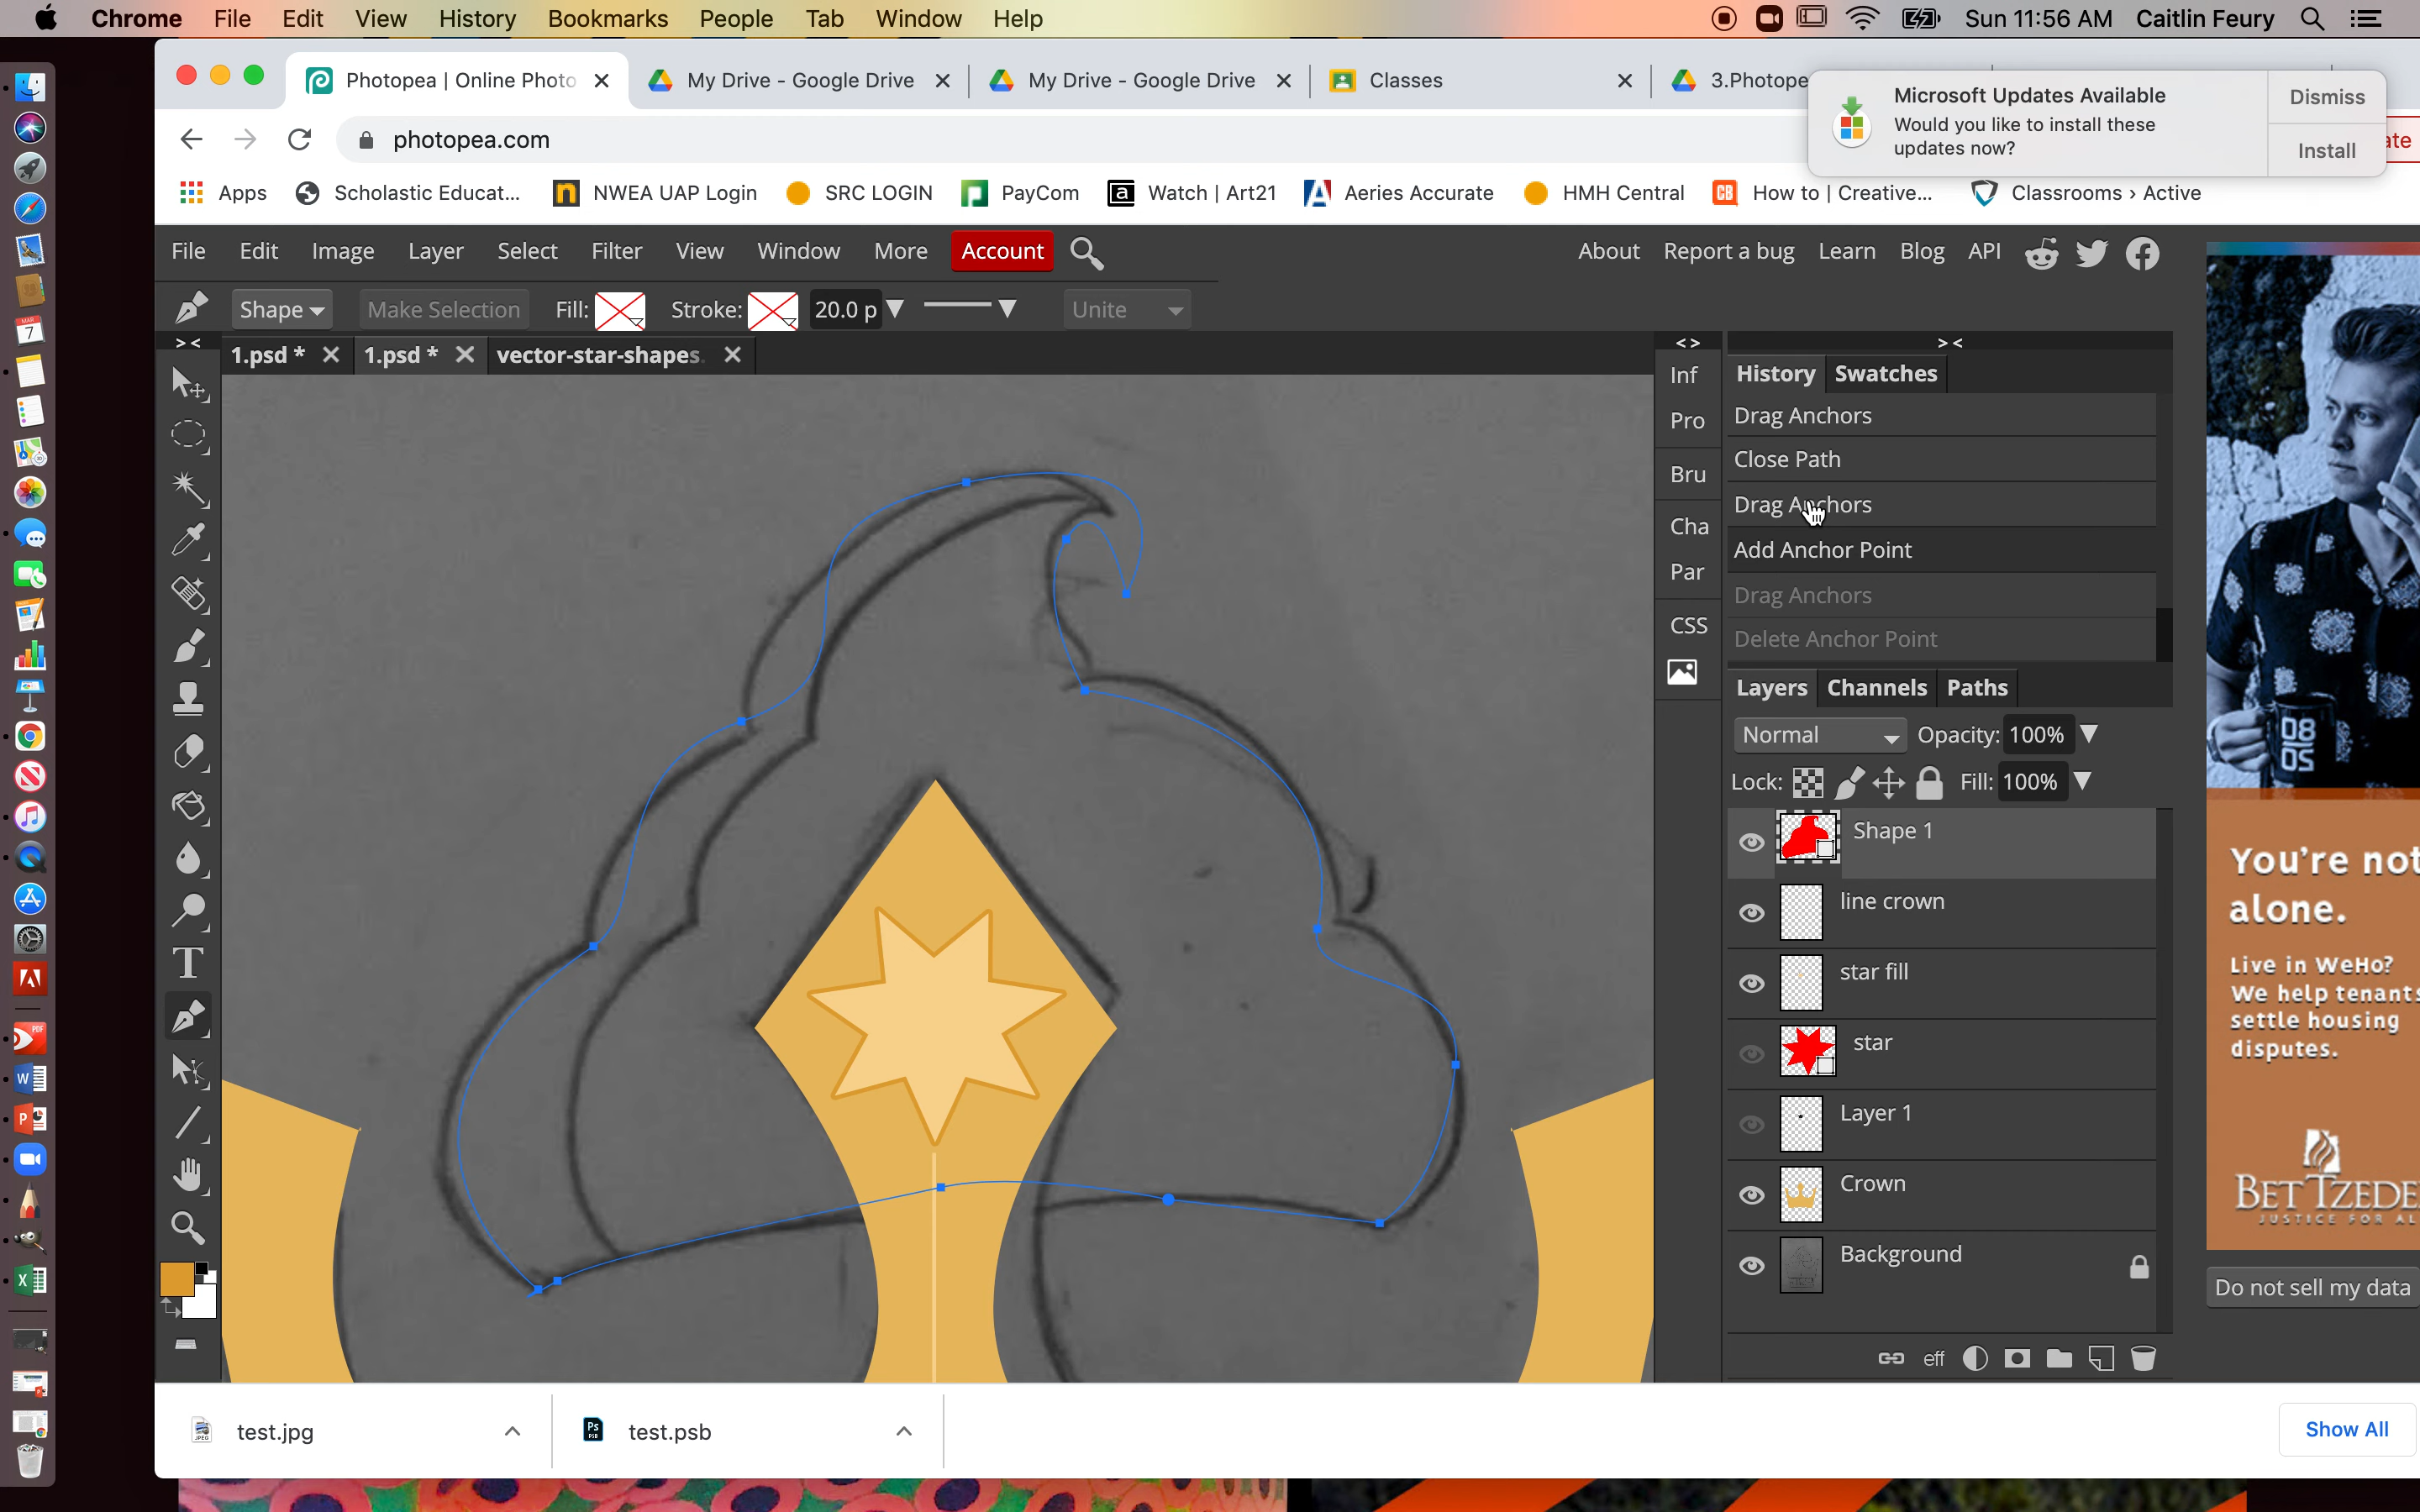 Chrome File Edit View History Bookmarks People Tab Window Help
Sun 11:56 AM Caitlin Feury
Photopea | Online Photo
My Drive - Google Drive
My Drive - Google Drive
Classes
3.Photope
Microsoft Updates Available
Would you like to install these
updates now?
Dismiss
Install
photopea.com
Apps
Scholastic Educat...
NWEA UAP Login
SRC LOGIN
PayCom
Watch | Art21
Aeries Accurate
HMH Central
How to | Creative...
Classrooms › Active
File Edit Image Layer Select Filter View Window More Account
About Report a bug Learn Blog API
Shape Make Selection Fill: Stroke: 20.0 p Unite
1.psd *
1.psd *
vector-star-shapes.
Inf
Pro
Bru
Cha
Par
CSS
History Swatches
Drag Anchors
Close Path
Drag Anchors
Add Anchor Point
Drag Anchors
Delete Anchor Point
Layers Channels Paths
Normal Opacity: 100%
Lock: Fill: 100%
Shape 1
line crown
star fill
star
Layer 1
Crown
Background
eff
08
05
You're not
alone.
Live in WeHo?
We help tenants
settle housing
disputes.
BET TZEDE
JUSTICE FOR AL
Do not sell my data
test.jpg
test.psb
Show All